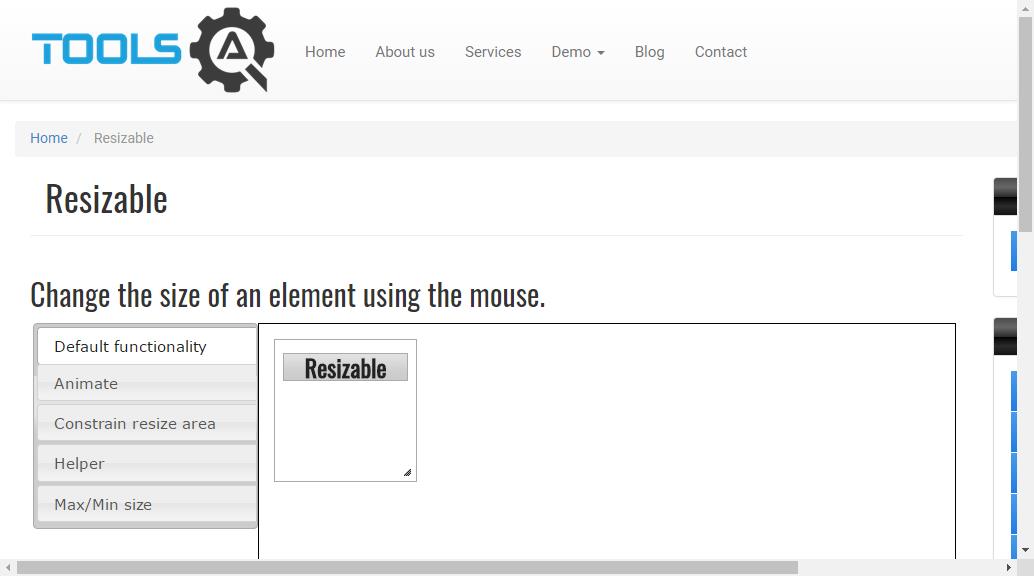 TOOLS QA
Home About us Services Demo Blog Contact
Home / Resizable
Resizable
Change the size of an element using the mouse.
Default functionality
Animate
Constrain resize area
Helper
Max/Min size
Resizable